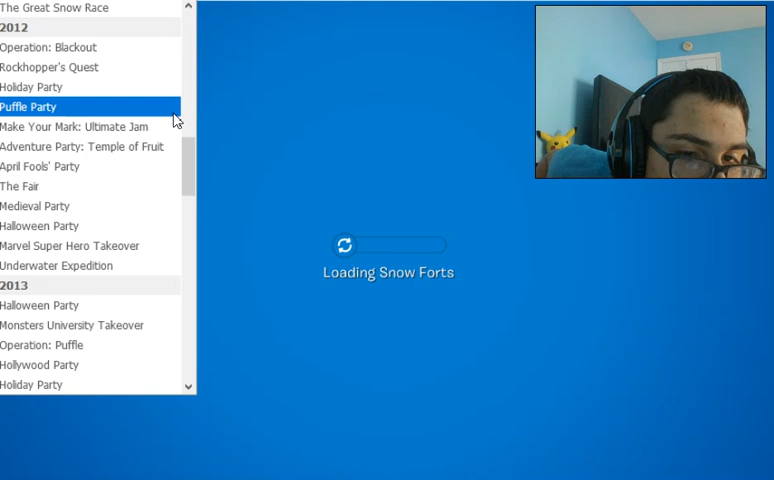 The Great Snow Race
2012
Operation: Blackout
Rockhopper's Quest
Holiday Party
Puffle Party
Make Your Mark: Ultimate Jam
Adventure Party: Temple of Fruit
April Fools' Party
The Fair
Medieval Party
Halloween Party
Marvel Super Hero Takeover
Underwater Expedition
2013
Halloween Party
Monsters University Takeover
Operation: Puffle
Hollywood Party
Holiday Party
Loading Snow Forts